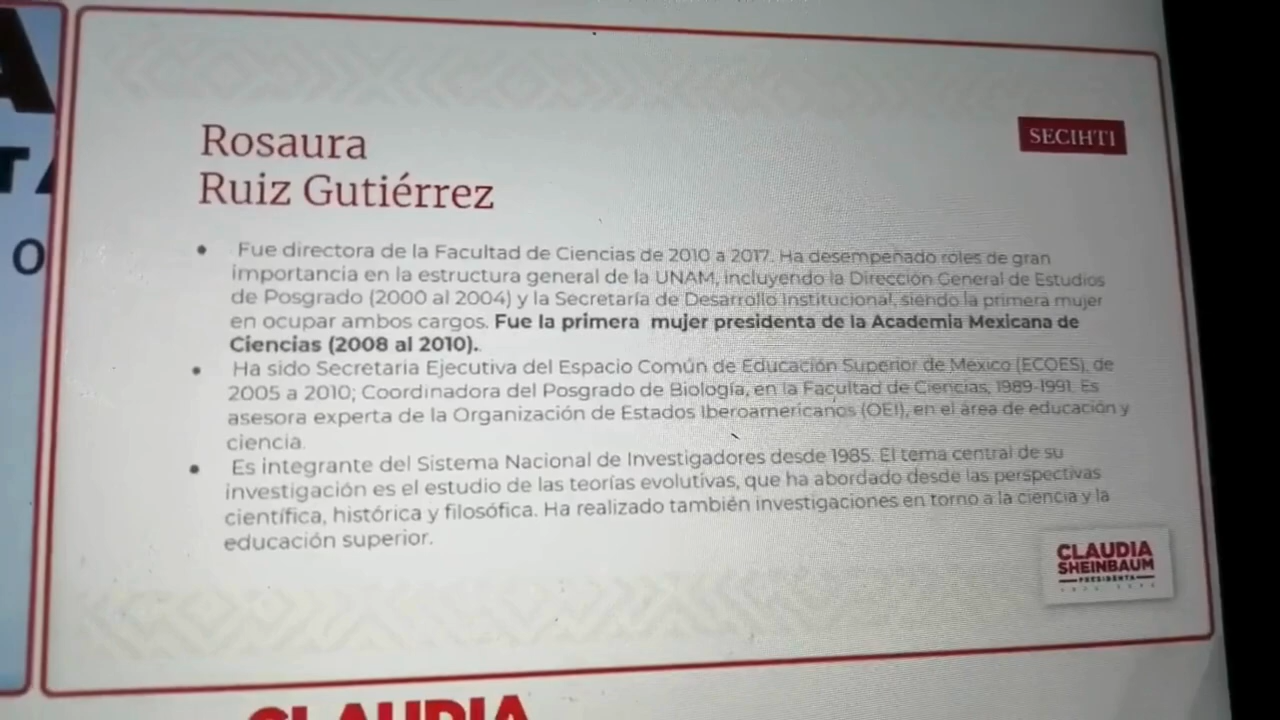 Rosaura
Ruiz Gutiérrez
SECIHTI
Fue directora de la Facultad de Ciencias de 2010 a 2017. Ha desempeñado roles de gran
importancia en la estructura general de la UNAM, incluyendo la Dirección General de Estudios
de Posgrado (2000 al 2004) y la Secretaría de Desarrollo Institucional, siendo la primera mujer
en ocupar ambos cargos. Fue la primera mujer presidenta de la Academia Mexicana de
Ciencias (2008 al 2010).
Ha sido Secretaria Ejecutiva del Espacio Común de Educación Superior de México (ECOES), de
2005 a 2010; Coordinadora del Posgrado de Biología, en la Facultad de Ciencias, 1989-1991. Es
asesora experta de la Organización de Estados Iberoamericanos (OEI), en el área de educación y
ciencia.
Es integrante del Sistema Nacional de Investigadores desde 1985. El tema central de su
investigación es el estudio de las teorías evolutivas, que ha abordado desde las perspectivas
científica, histórica y filosófica. Ha realizado también investigaciones en torno a la ciencia y la
educación superior.
CLAUDIA
SHEINBAUM
PRESIDENTA
CLAUDIA